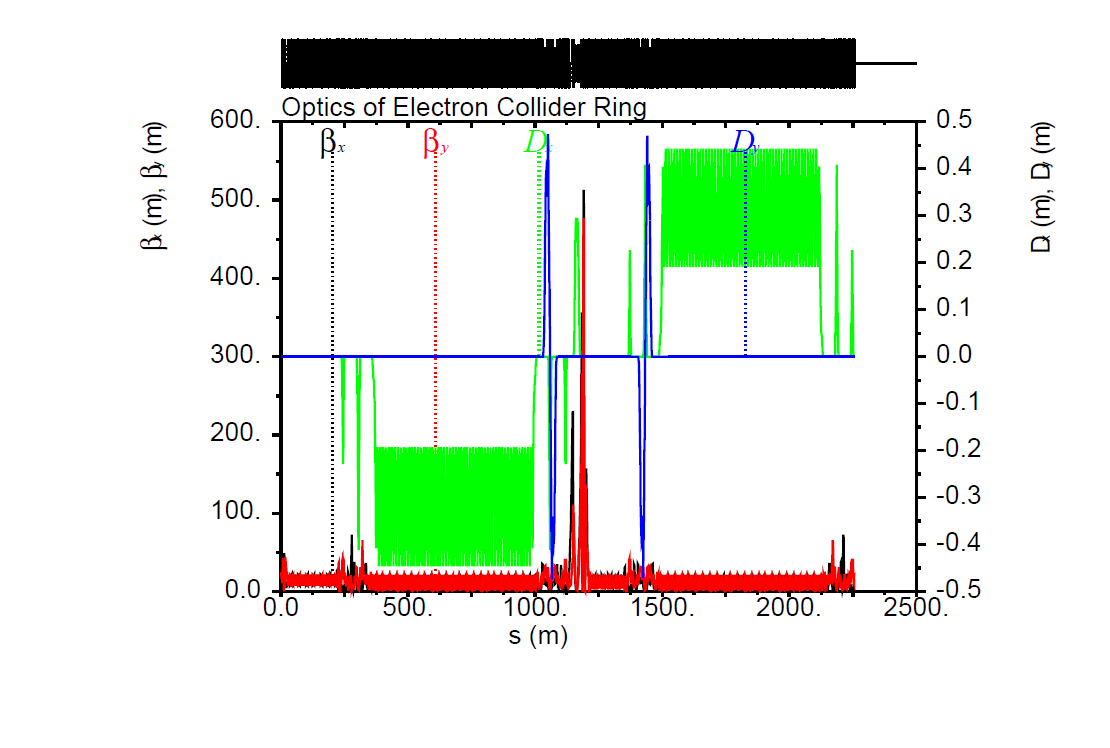 Optics of Electron Collider Ring
600. βx βy Dx Dy 0.5
0.4
500.
0.3
400.
0.2
0.1
300. 0.0
-0.1
200.
-0.2
-0.3
100.
-0.4
0.0 -0.5
0.0 500. 1000. 1500. 2000. 2500.
s (m)
βx (m), βy (m)
Dx (m), Dy (m)